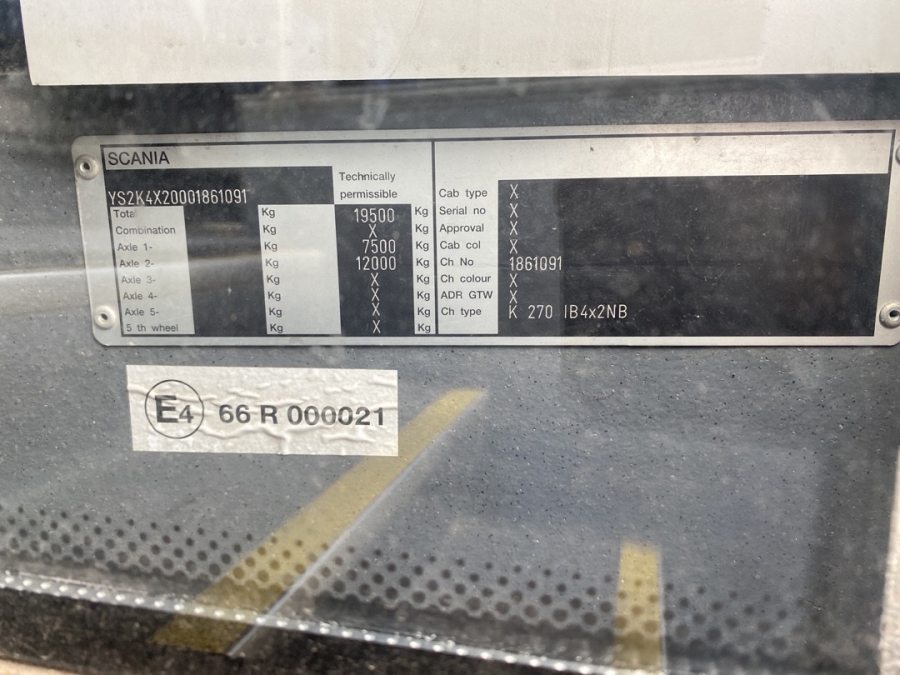 SCANIA
Technically
permissible
YS2K4X20001861091
Total Kg 19500 Kg
Combination Kg X Kg
Axle 1- Kg 7500 Kg
Axle 2- Kg 12000 Kg
Axle 3- Kg X Kg
Axle 4- Kg X Kg
Axle 5- Kg X Kg
5 th wheel Kg X Kg
Cab type X
Serial no X
Approval X
Cab col X
Ch No 1861091
Ch colour X
ADR GTW X
Ch type K 270 IB4x2NB
E4 66 R 000021